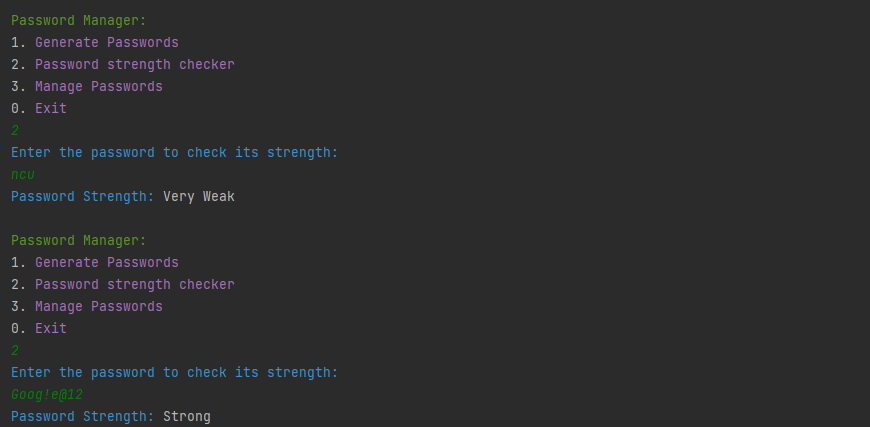 Password Manager:
1. Generate Passwords
2. Password strength checker
3. Manage Passwords
0. Exit
2
Enter the password to check its strength:
ncu
Password Strength: Very Weak
Password Manager:
1. Generate Passwords
2. Password strength checker
3. Manage Passwords
0. Exit
2
Enter the password to check its strength:
Goog!e@12
Password Strength: Strong